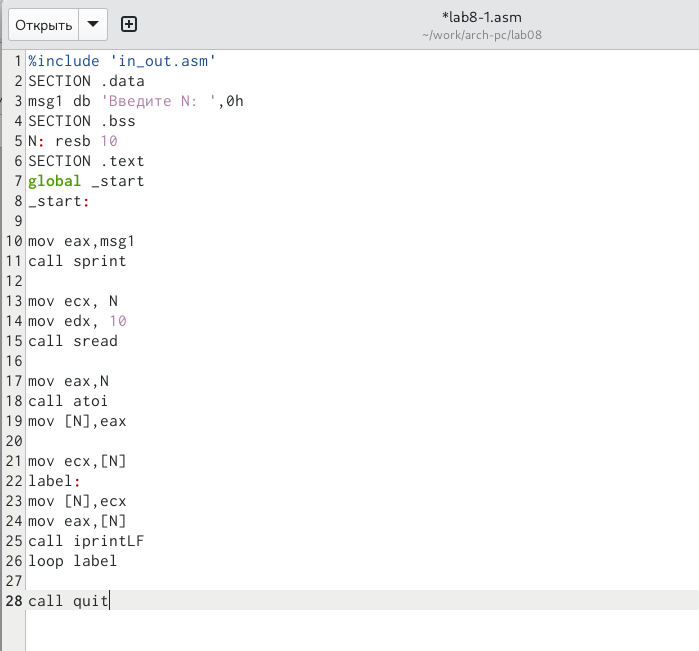 Открыть
*lab8-1.asm
~/work/arch-pc/lab08
1 %include 'in_out.asm'
2 SECTION .data
3 msg1 db 'Введите N: ',0h
4 SECTION .bss
5 N: resb 10
6 SECTION .text
7 global _start
8 _start:
9
10 mov eax,msg1
11 call sprint
12
13 mov ecx, N
14 mov edx, 10
15 call sread
16
17 mov eax,N
18 call atoi
19 mov [N],eax
20
21 mov ecx,[N]
22 label:
23 mov [N],ecx
24 mov eax,[N]
25 call iprintLF
26 loop label
27
28 call quit